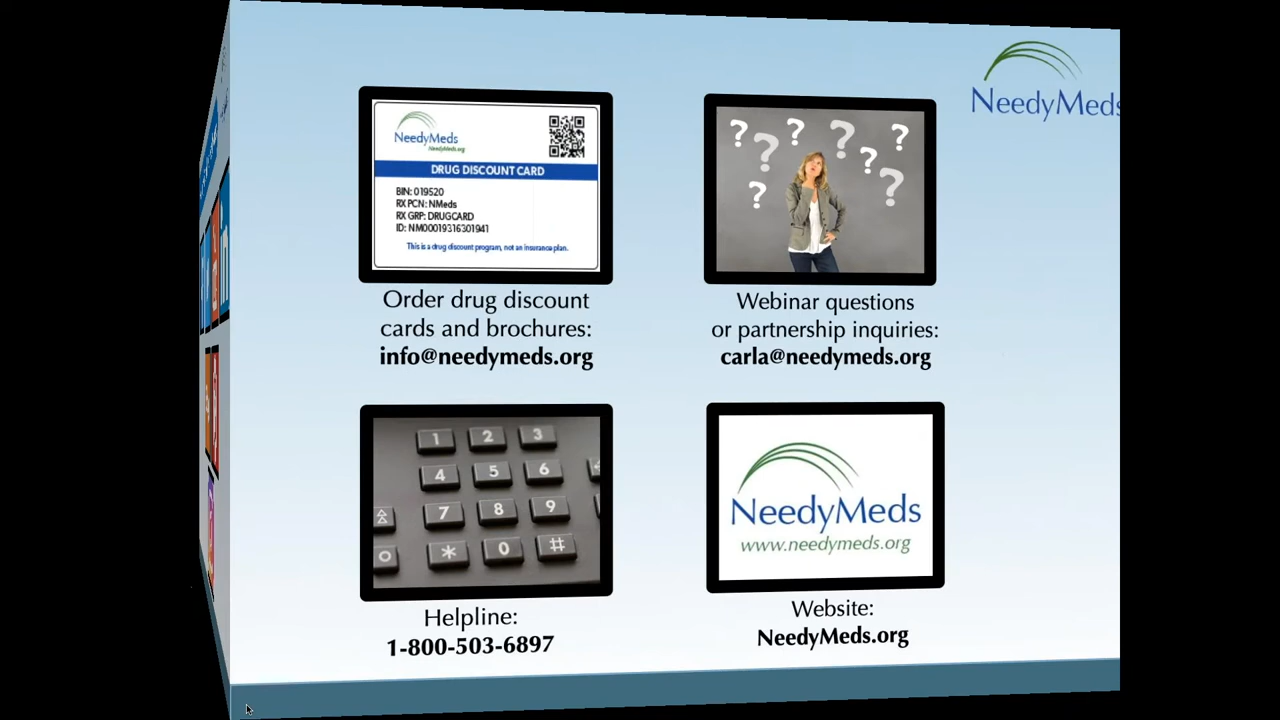 NeedyMeds
NeedyMeds
NeedyMeds.org
DRUG DISCOUNT CARD
BIN: 019520
RX PCN: NMeds
RX GRP: DRUGCARD
ID: NM00019316301941
This is a drug discount program, not an insurance plan.
? ? ? ? ? ? ? ?
Order drug discount
cards and brochures:
info@needymeds.org
Webinar questions
or partnership inquiries:
carla@needymeds.org
1 2 3
4 5 6
7 8 9
* 0 #
NeedyMeds
www.needymeds.org
Helpline:
1-800-503-6897
Website:
NeedyMeds.org